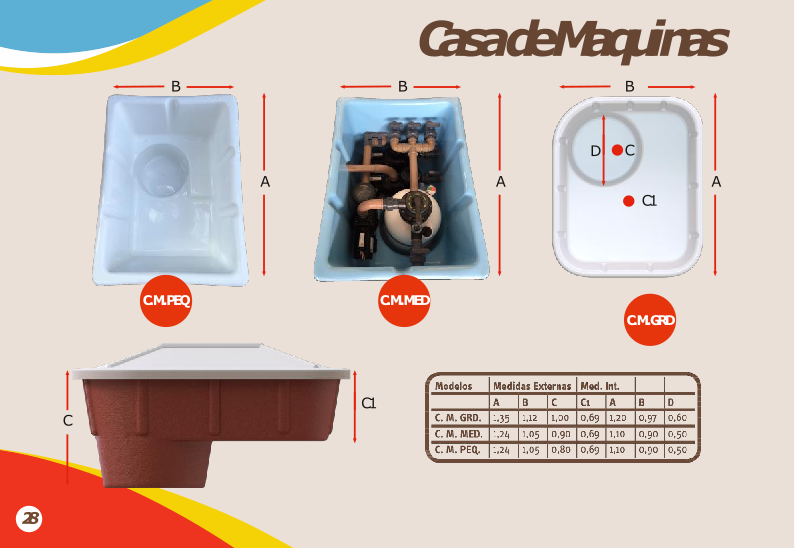 Casa de Maquinas
B
B
B
A
A
A
D
C
C1
C.M.PEQ
C.M.MED
C.M.GRD
C
C1
Modelos Medidas Externas Med. Int.
A B C C1 A B D
C. M. GRD. 1,35 1,12 1,00 0,69 1,20 0,97 0,60
C. M. MED. 1,24 1,05 0,90 0,69 1,10 0,90 0,50
C. M. PEQ. 1,24 1,05 0,80 0,69 1,10 0,90 0,50
28